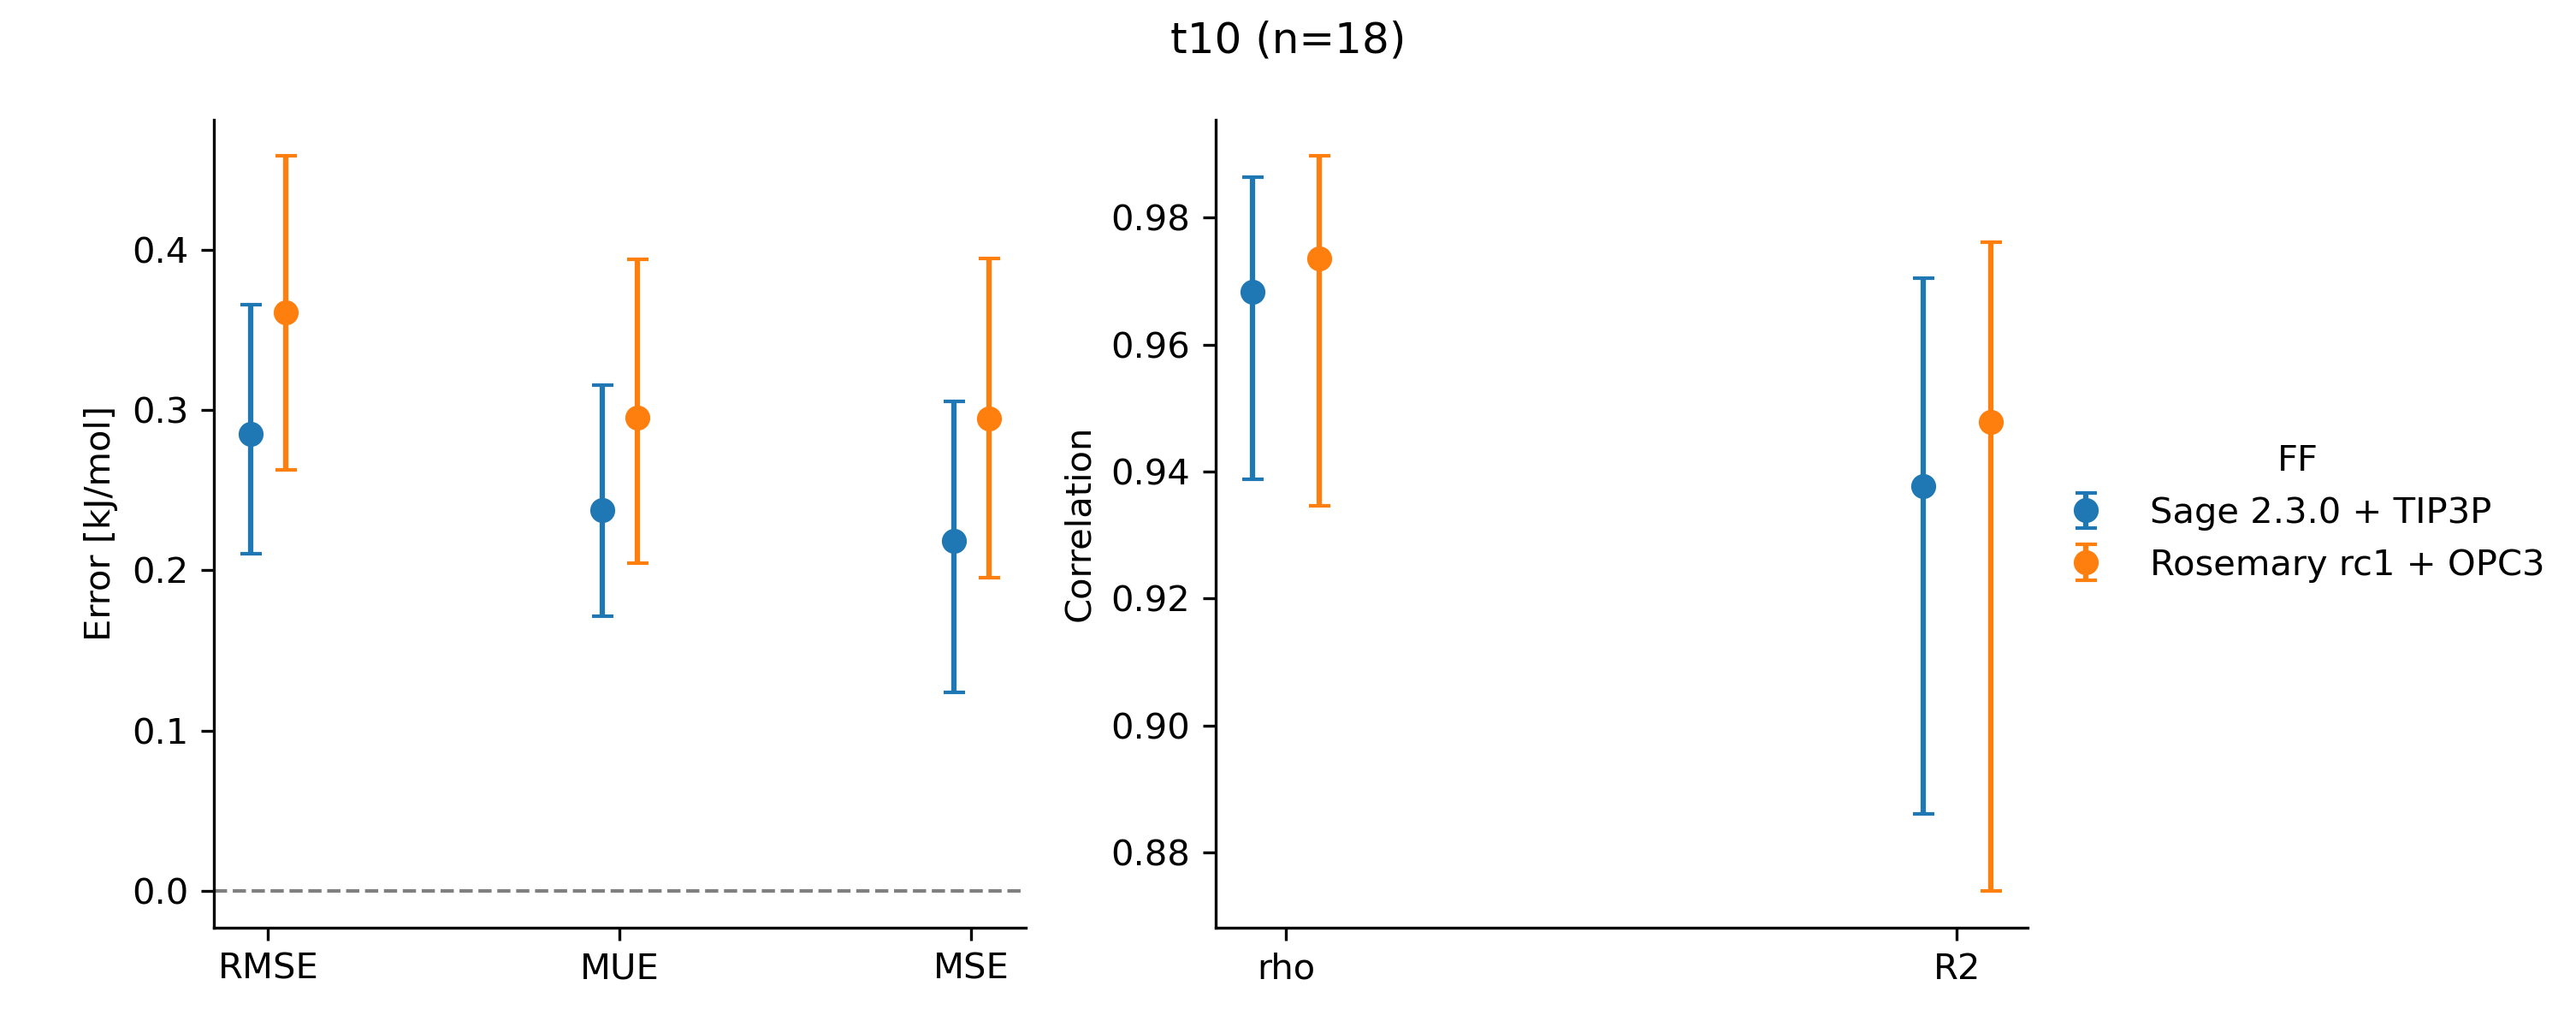 t10 (n=18)
Error [kJ/mol]
0.4
0.3
0.2
0.1
0.0
RMSE
MUE
MSE
Correlation
0.98
0.96
0.94
0.92
0.90
0.88
rho
R2
FF
Sage 2.3.0 + TIP3P
Rosemary rc1 + OPC3